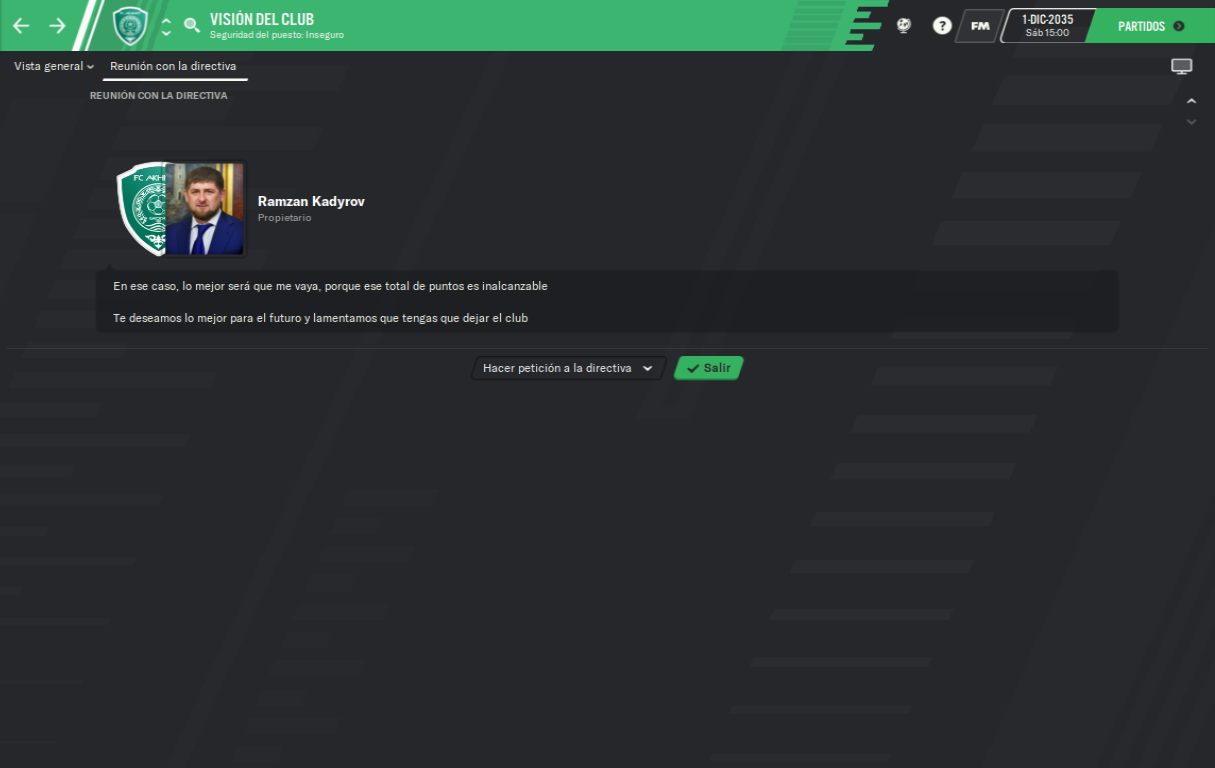 VISIÓN DEL CLUB
Seguridad del puesto: Inseguro
?
FM
1-DIC-2035
Sáb 15:00
PARTIDOS
Vista general
Reunión con la directiva
REUNIÓN CON LA DIRECTIVA
FC AKH
Ramzan Kadyrov
Propietario
En ese caso, lo mejor será que me vaya, porque ese total de puntos es inalcanzable
Te deseamos lo mejor para el futuro y lamentamos que tengas que dejar el club
Hacer petición a la directiva
Salir